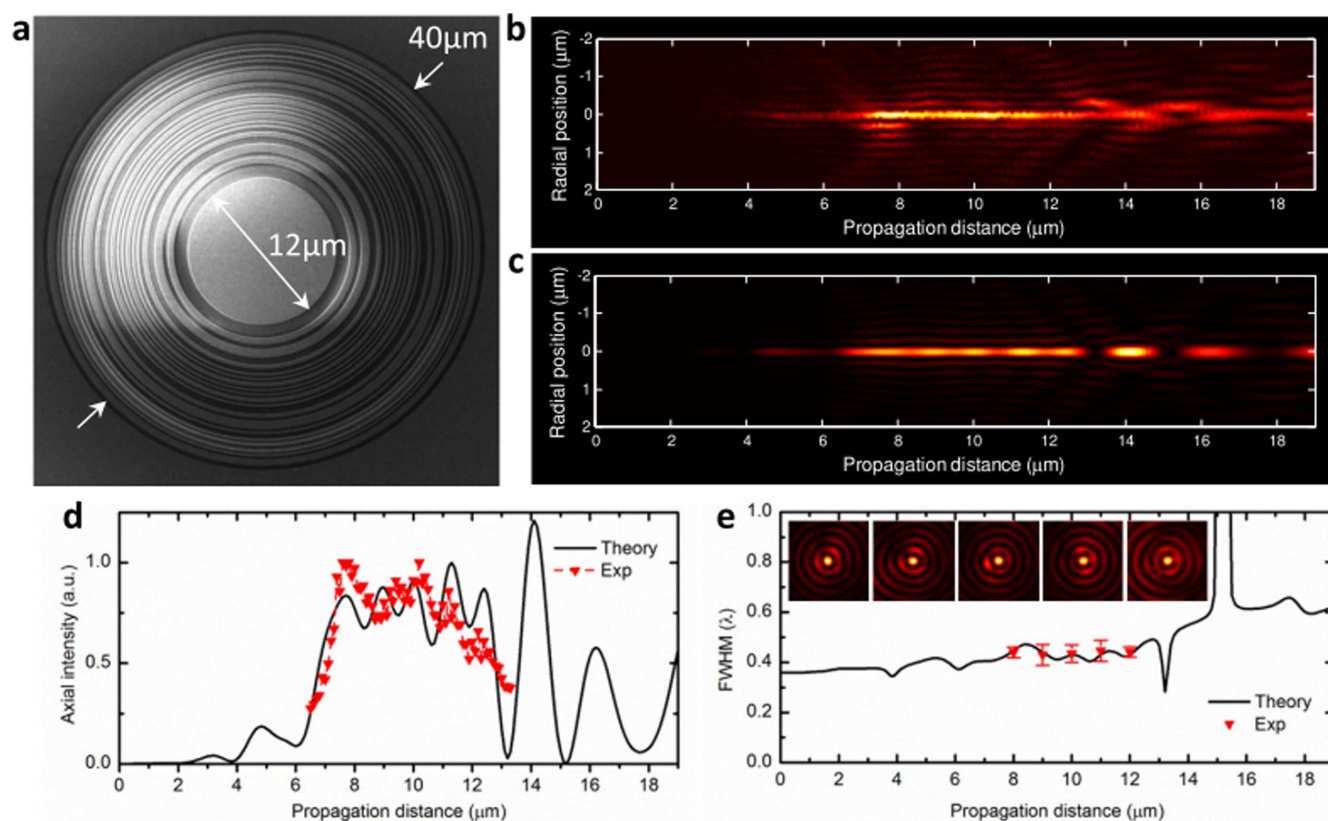 a
40μm
12μm
b
Radial position (μm)
-2
-1
0
1
2
0 2 4 6 8 10 12 14 16 18
Propagation distance (μm)
c
Radial position (μm)
-2
-1
0
1
2
0 2 4 6 8 10 12 14 16 18
Propagation distance (μm)
d
Axial intensity (a.u.)
1.0
0.5
0.0
Theory
Exp
0 2 4 6 8 10 12 14 16 18
Propagation distance (μm)
e
FWHM (λ)
1.0
0.8
0.6
0.4
0.2
0.0
Theory
Exp
0 2 4 6 8 10 12 14 16 18
Propagation distance (μm)